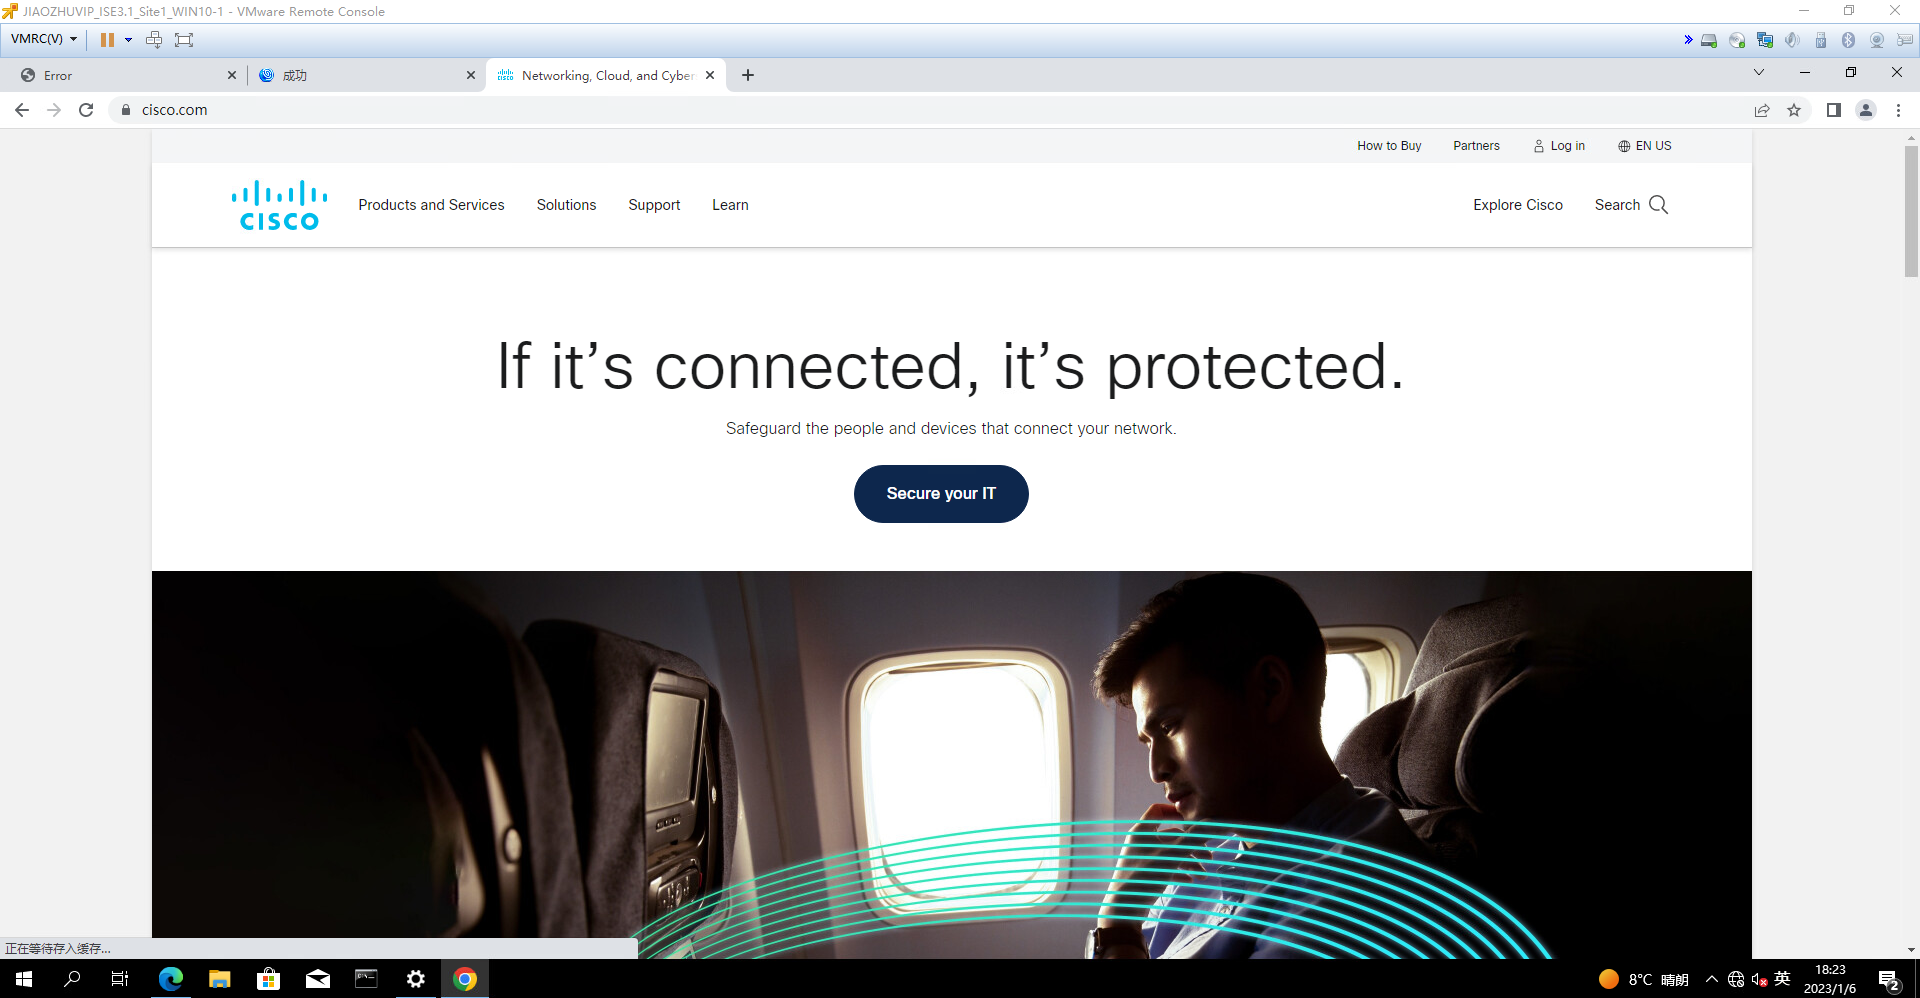 JIAOZHUVIP_ISE3.1_Site1_WIN10-1 - VMware Remote Console
VMRC(V)
Error
成功
Networking, Cloud, and Cyber
cisco.com
How to Buy
Partners
Log in
EN US
CISCO
Products and Services
Solutions
Support
Learn
Explore Cisco
Search
If it’s connected, it’s protected.
Safeguard the people and devices that connect your network.
Secure your IT
正在等待存入缓存...
8°C 晴朗
英
18:23
2023/1/6
2